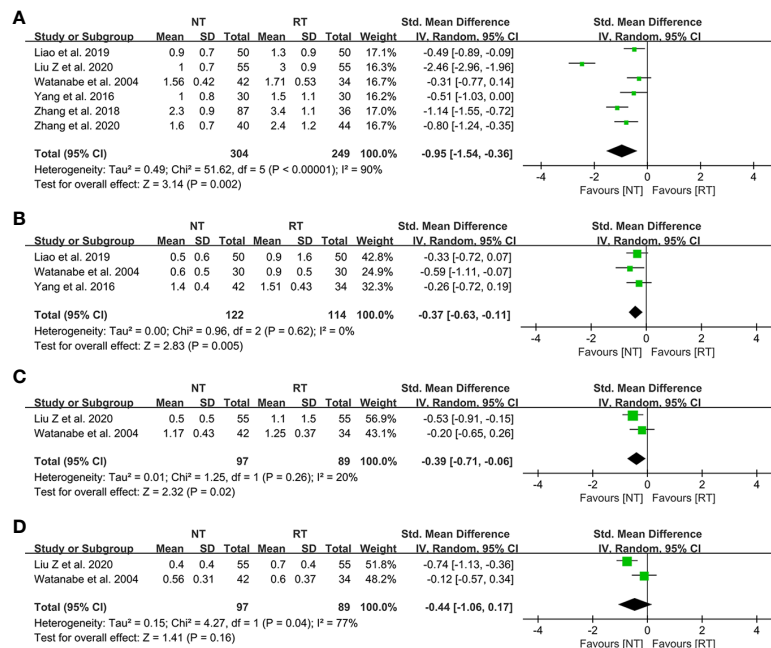 A
NT RT Std. Mean Difference Std. Mean Difference
Study or Subgroup Mean SD Total Mean SD Total Weight IV, Random, 95% CI IV, Random, 95% CI
Liao et al. 2019 0.9 0.7 50 1.3 0.9 50 17.1% -0.49 [-0.89, -0.09]
Liu Z et al. 2020 1 0.7 55 3 0.9 55 16.3% -2.46 [-2.96, -1.96]
Watanabe et al. 2004 1.56 0.42 42 1.71 0.53 34 16.7% -0.31 [-0.77, 0.14]
Yang et al. 2016 1 0.8 30 1.5 1.1 30 16.2% -0.51 [-1.03, 0.00]
Zhang et al. 2018 2.3 0.9 87 3.4 1.1 36 17.0% -1.14 [-1.55, -0.72]
Zhang et al. 2020 1.6 0.7 40 2.4 1.2 44 16.7% -0.80 [-1.24, -0.35]
Total (95% CI) 304 249 100.0% -0.95 [-1.54, -0.36]
Heterogeneity: Tau² = 0.49; Chi² = 51.62, df = 5 (P < 0.00001); I² = 90%
Test for overall effect: Z = 3.14 (P = 0.002)
-4 -2 0 2 4
Favours [NT] Favours [RT]
B
NT RT Std. Mean Difference Std. Mean Difference
Study or Subgroup Mean SD Total Mean SD Total Weight IV, Random, 95% CI IV, Random, 95% CI
Liao et al. 2019 0.5 0.6 50 0.9 1.6 50 42.8% -0.33 [-0.72, 0.07]
Watanabe et al. 2004 0.6 0.5 30 0.9 0.5 30 24.9% -0.59 [-1.11, -0.07]
Yang et al. 2016 1.4 0.4 42 1.51 0.43 34 32.3% -0.26 [-0.72, 0.19]
Total (95% CI) 122 114 100.0% -0.37 [-0.63, -0.11]
Heterogeneity: Tau² = 0.00; Chi² = 0.96, df = 2 (P = 0.62); I² = 0%
Test for overall effect: Z = 2.83 (P = 0.005)
-4 -2 0 2 4
Favours [NT] Favours [RT]
C
NT RT Std. Mean Difference Std. Mean Difference
Study or Subgroup Mean SD Total Mean SD Total Weight IV, Random, 95% CI IV, Random, 95% CI
Liu Z et al. 2020 0.5 0.5 55 1.1 1.5 55 56.9% -0.53 [-0.91, -0.15]
Watanabe et al. 2004 1.17 0.43 42 1.25 0.37 34 43.1% -0.20 [-0.65, 0.26]
Total (95% CI) 97 89 100.0% -0.39 [-0.71, -0.06]
Heterogeneity: Tau² = 0.01; Chi² = 1.25, df = 1 (P = 0.26); I² = 20%
Test for overall effect: Z = 2.32 (P = 0.02)
-4 -2 0 2 4
Favours [NT] Favours [RT]
D
NT RT Std. Mean Difference Std. Mean Difference
Study or Subgroup Mean SD Total Mean SD Total Weight IV, Random, 95% CI IV, Random, 95% CI
Liu Z et al. 2020 0.4 0.4 55 0.7 0.4 55 51.8% -0.74 [-1.13, -0.36]
Watanabe et al. 2004 0.56 0.31 42 0.6 0.37 34 48.2% -0.12 [-0.57, 0.34]
Total (95% CI) 97 89 100.0% -0.44 [-1.06, 0.17]
Heterogeneity: Tau² = 0.15; Chi² = 4.27, df = 1 (P = 0.04); I² = 77%
Test for overall effect: Z = 1.41 (P = 0.16)
-4 -2 0 2 4
Favours [NT] Favours [RT]